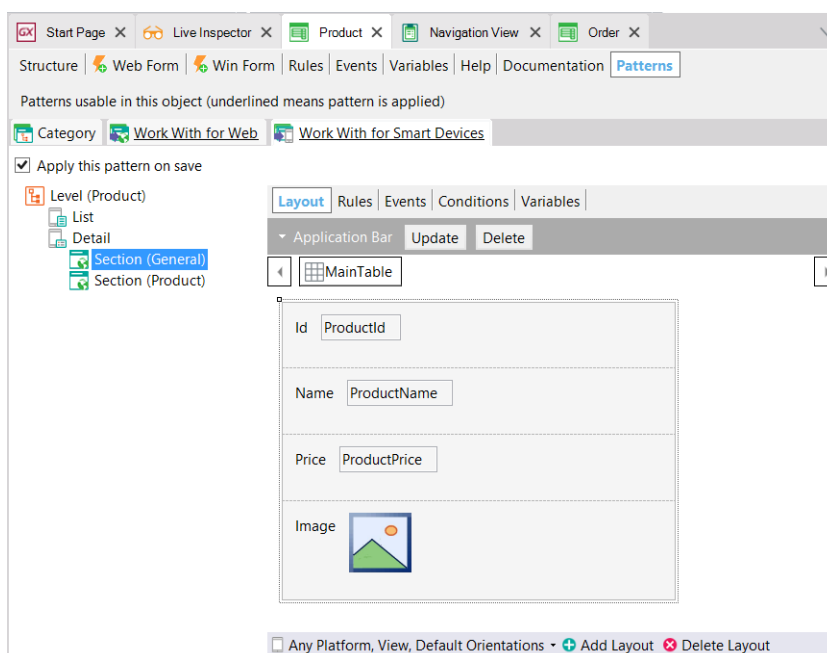 GX Start Page Live Inspector Product Navigation View Order
Structure Web Form Win Form Rules Events Variables Help Documentation Patterns
Patterns usable in this object (underlined means pattern is applied)
Category Work With for Web Work With for Smart Devices
Apply this pattern on save
Level (Product)
List
Detail
Section (General)
Section (Product)
Layout Rules Events Conditions Variables
Application Bar Update Delete
MainTable
Id ProductId
Name ProductName
Price ProductPrice
Image
Any Platform, View, Default Orientations Add Layout Delete Layout